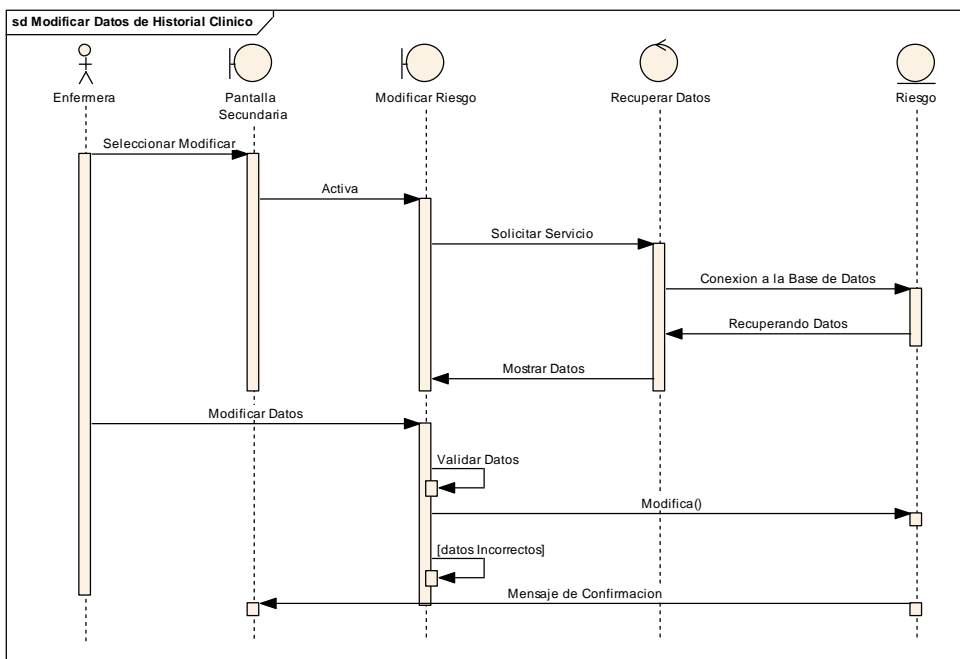 sd Modificar Datos de Historial Clinico
Enfermera
Pantalla
Secundaria
Modificar Riesgo
Recuperar Datos
Riesgo
Seleccionar Modificar
Activa
Solicitar Servicio
Conexion a la Base de Datos
Recuperando Datos
Mostrar Datos
Modificar Datos
Validar Datos
Modifica()
[datos Incorrectos]
Mensaje de Confirmacion